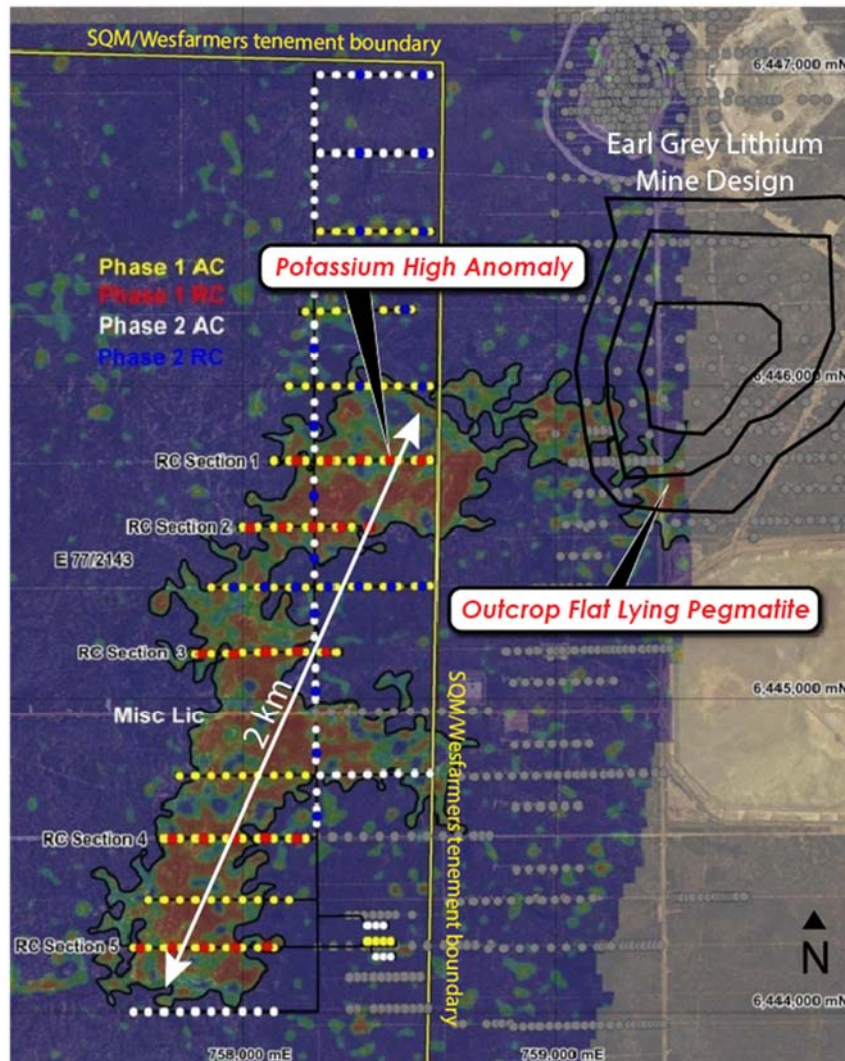 SQM/Wesfarmers tenement boundary
6,447,000 mN
Earl Grey Lithium
Mine Design
Phase 1 AC
Phase 1 RC
Phase 2 AC
Phase 2 RC
Potassium High Anomaly
6,446,000 mN
RC Section 1
RC Section 2
E 77/2143
Outcrop Flat Lying Pegmatite
RC Section 3
SQM/Wesfarmers tenement boundary
6,445,000 mN
Misc Lic
2 km
RC Section 4
RC Section 5
N
6,444,000 mN
758,000 mE
759,000 mE